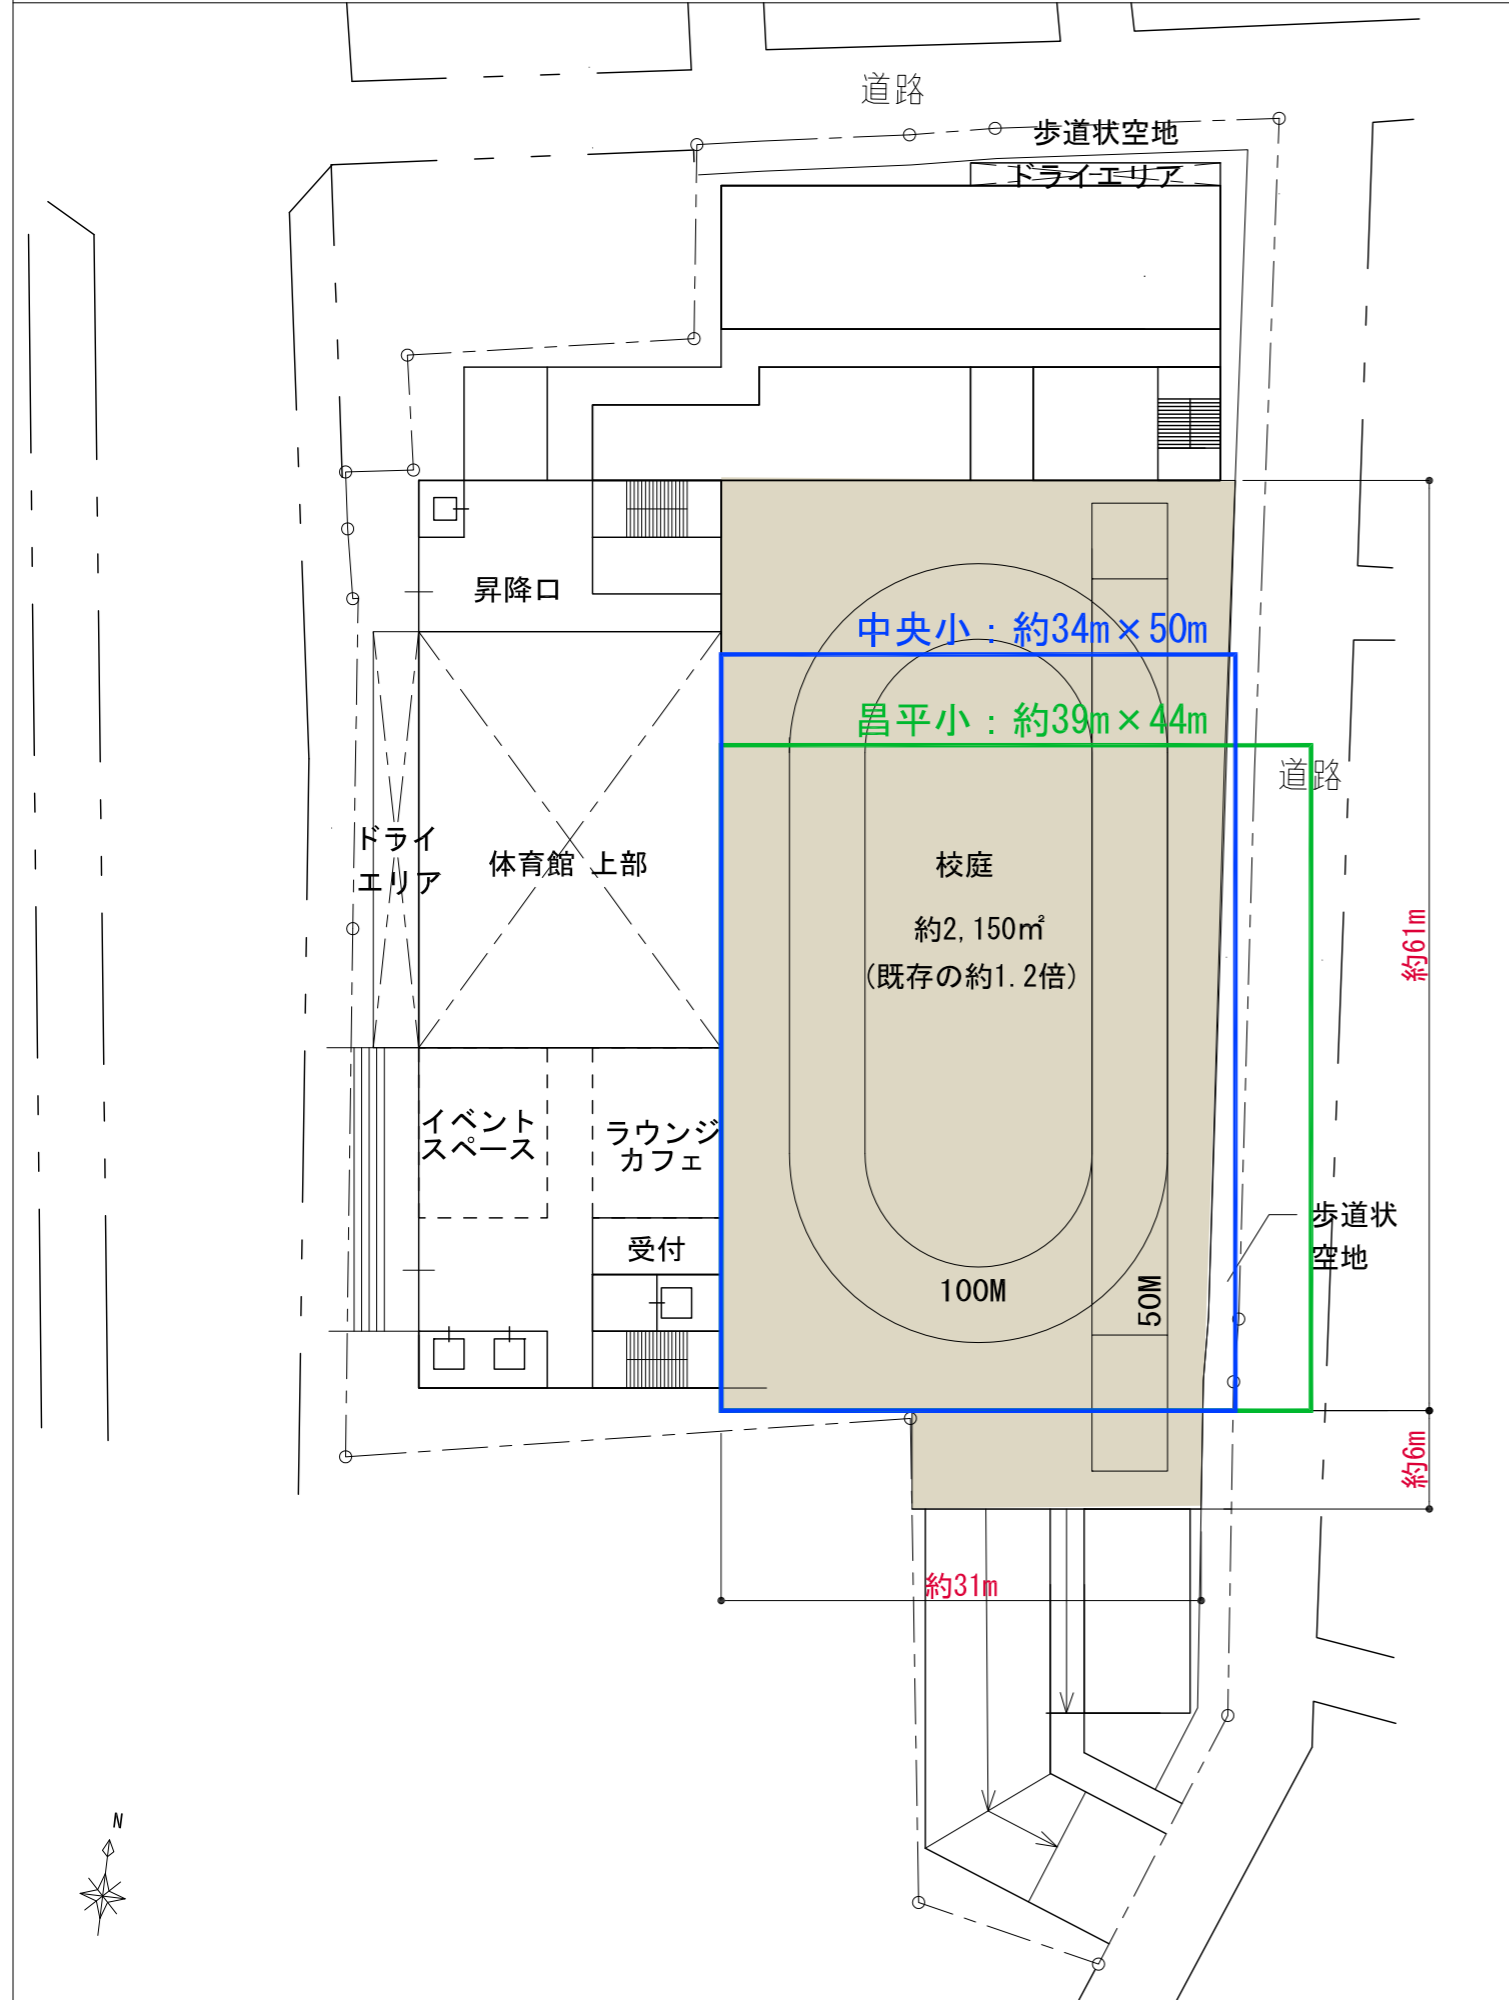 道路
歩道状空地
ドライエリア
昇降口
中央小：約34m×50m
昌平小：約39m×44m
道路
ドライ
エリア
体育館 上部
校庭
約2,150㎡
(既存の約1.2倍)
約61m
イベント
スペース
ラウンジ
カフェ
受付
歩道状
空地
100M
50M
約6m
約31m
N